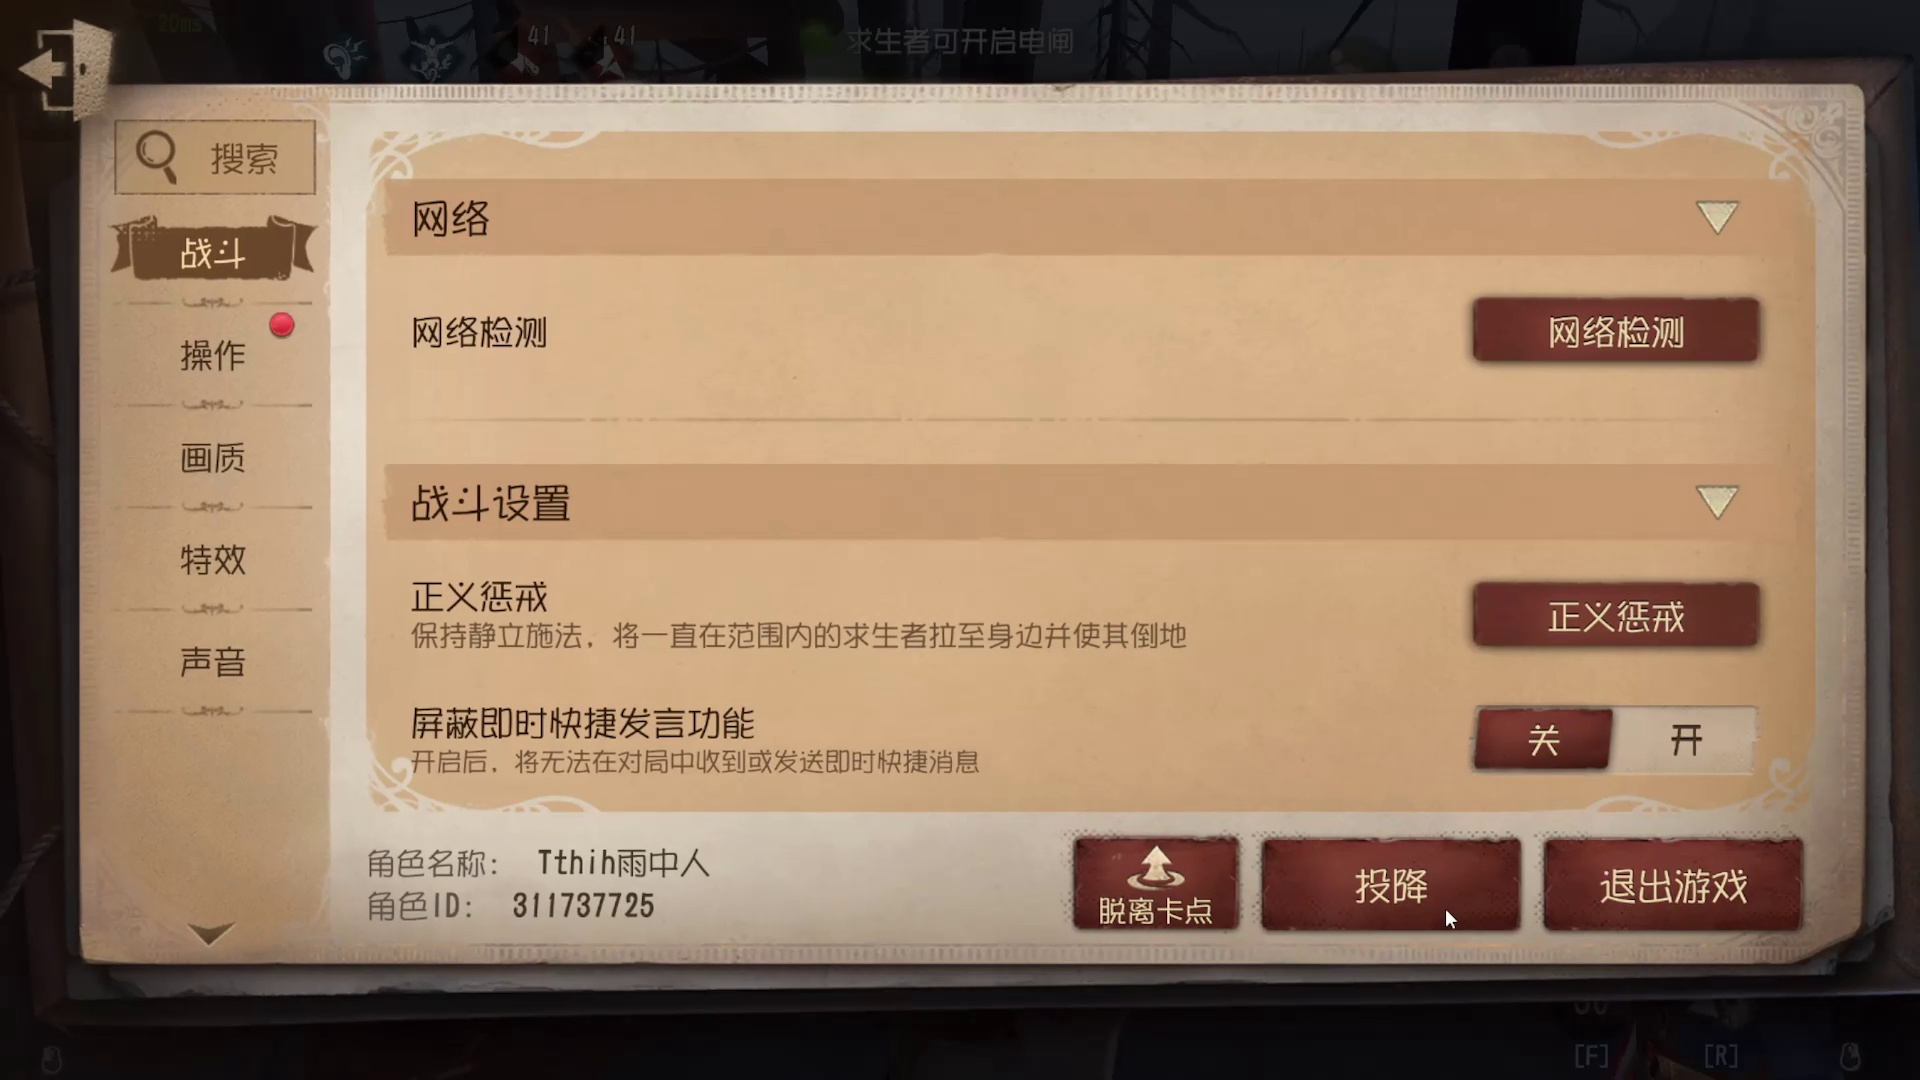 20ms
41
41
求生者可开启电闸
搜索
战斗
操作
画质
特效
声音
网络
网络检测
网络检测
战斗设置
正义惩戒
保持静立施法，将一直在范围内的求生者拉至身边并使其倒地
正义惩戒
屏蔽即时快捷发言功能
开启后，将无法在对局中收到或发送即时快捷消息
关
开
角色名称： Tthih雨中人
角色ID： 311737725
脱离卡点
投降
退出游戏
[F]
[R]